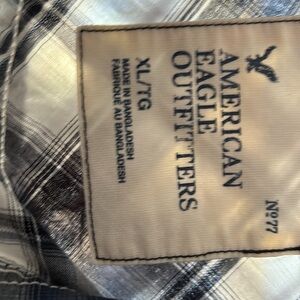 AMERICAN
EAGLE
OUTFITTERS
Nº77
XL/TG
MADE IN BANGLADESH
FABRIQUÉ AU BANGLADESH